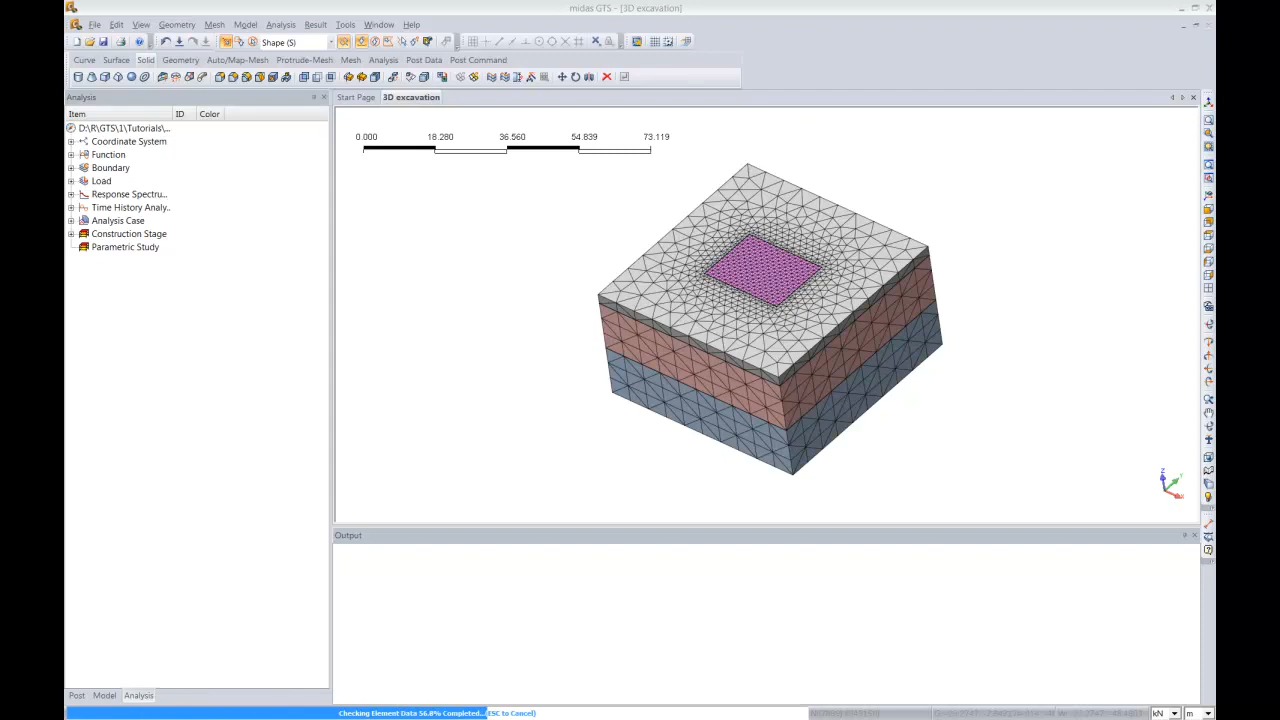 midas GTS - [3D excavation]
File Edit View Geometry Mesh Model Analysis Result Tools Window Help
Shape (S)
Curve Surface Solid Geometry Auto/Map-Mesh Protrude-Mesh Mesh Analysis Post Data Post Command
Analysis
Start Page 3D excavation
Item ID Color
D:\R\GTS\1\Tutorials\...
Coordinate System
Function
Boundary
Load
Response Spectru...
Time History Analy..
Analysis Case
Construction Stage
Parametric Study
0.000 18.280 36.560 54.839 73.119
Z
Y
X
Output
Post Model Analysis
Checking Element Data 56.8% Completed...(ESC to Cancel)
kN m